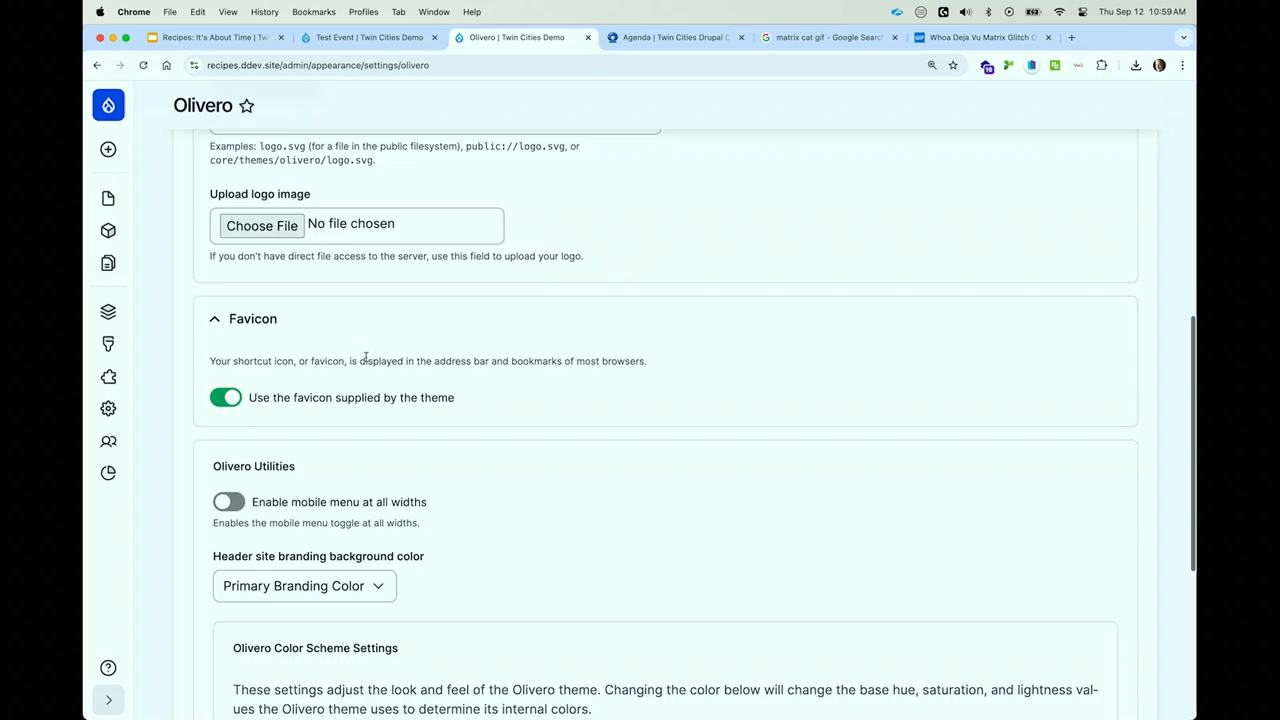 Chrome File Edit View History Bookmarks Profiles Tab Window Help Thu Sep 12 10:59 AM
Recipes: It's About Time | Tw Test Event | Twin Cities Demo Olivero | Twin Cities Demo Agenda | Twin Cities Drupal C matrix cat gif - Google Searc GIF Whoa Deja Vu Matrix Glitch G
recipes.ddev.site/admin/appearance/settings/olivero
16
Olivero
Examples: logo.svg (for a file in the public filesystem), public://logo.svg, or
core/themes/olivero/logo.svg.
Upload logo image
Choose File No file chosen
If you don't have direct file access to the server, use this field to upload your logo.
Favicon
Your shortcut icon, or favicon, is displayed in the address bar and bookmarks of most browsers.
Use the favicon supplied by the theme
Olivero Utilities
Enable mobile menu at all widths
Enables the mobile menu toggle at all widths.
Header site branding background color
Primary Branding Color
Olivero Color Scheme Settings
These settings adjust the look and feel of the Olivero theme. Changing the color below will change the base hue, saturation, and lightness val-
ues the Olivero theme uses to determine its internal colors.